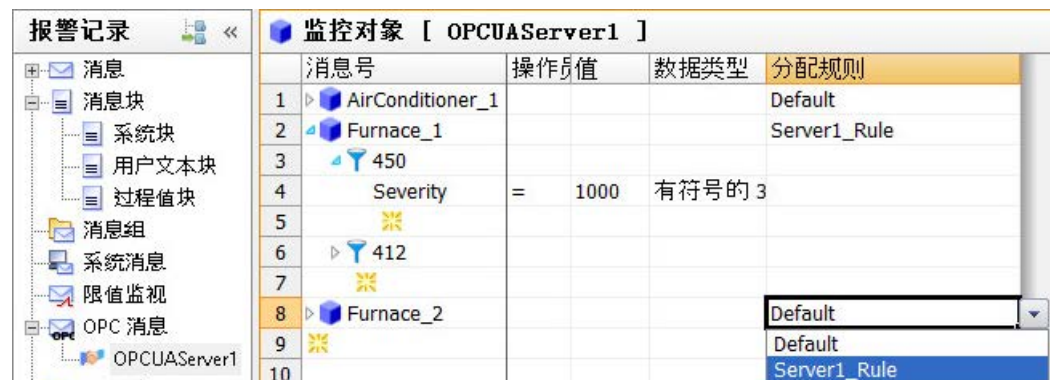 报警记录 «
消息
消息块
系统块
用户文本块
过程值块
消息组
系统消息
限值监视
OPC 消息
OPCUAServer1
监控对象 [ OPCUAServer1 ]
消息号 操作员 值 数据类型 分配规则
1 AirConditioner_1 Default
2 Furnace_1 Server1_Rule
3 450
4 Severity = 1000 有符号的 3
5
6 412
7
8 Furnace_2 Default
9 Default
10 Server1_Rule